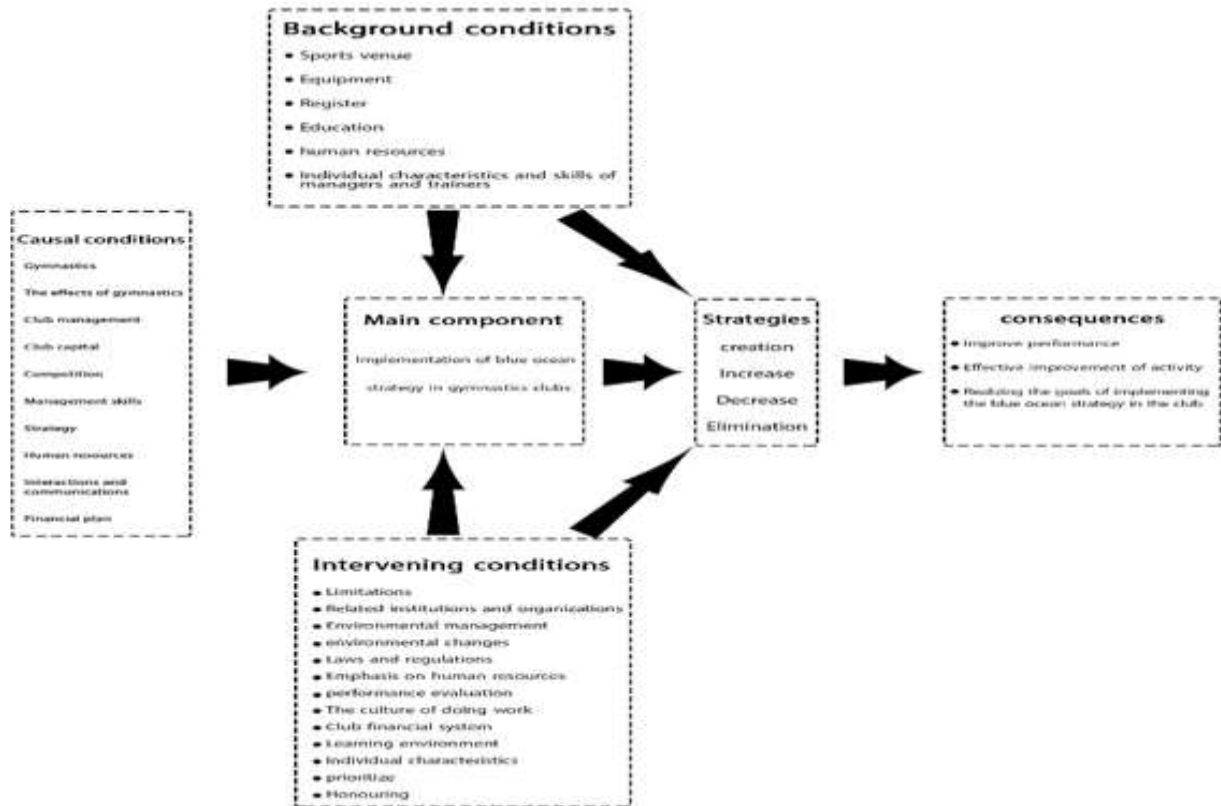 Background conditions
• Sports venue
• Equipment
• Register
• Education
• human resources
• Individual characteristics and skills of
managers and trainers
Causal conditions
Gymnastics
The effects of gymnastics
Club management
Club capital
Competition
Management skills
Strategy
Human resources
Interactions and
communications
Financial plan
Main component
Implementation of blue ocean
strategy in gymnastics clubs
Strategies
creation
Increase
Decrease
Elimination
consequences
• Improve performance
• Effective improvement of activity
• Realizing the goals of implementing
the blue ocean strategy in the club
Intervening conditions
• Limitations
• Related institutions and organizations
• Environmental management
• environmental changes
• Laws and regulations
• Emphasis on human resources
• performance evaluation
• The culture of doing work
• Club financial system
• Learning environment
• Individual characteristics
• prioritize
• Honouring